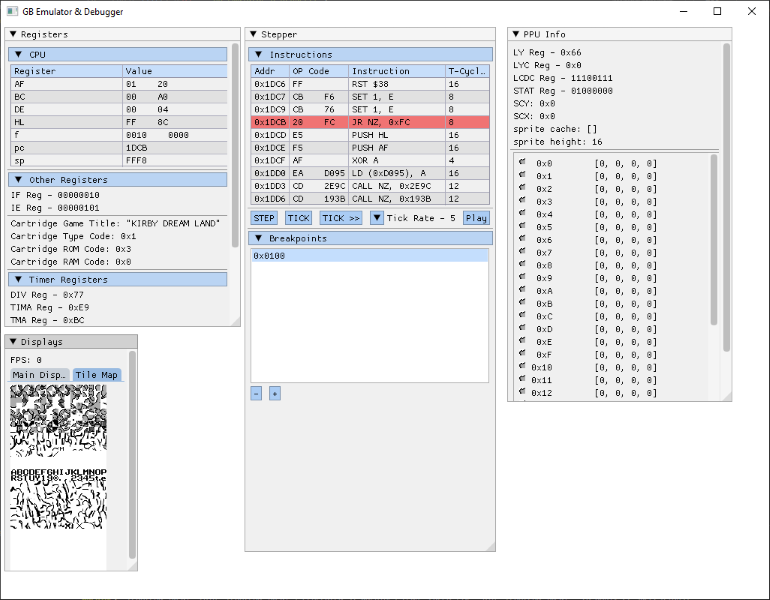 GB Emulator & Debugger
Registers
CPU
Register Value
AF 01 20
BC 00 A0
DE 00 04
HL FF 8C
f 0010 0000
pc 1DCB
sp FFF8
Other Registers
IF Reg - 00000010
IE Reg - 00000101
Cartridge Game Title: "KIRBY DREAM LAND"
Cartridge Type Code: 0x1
Cartridge ROM Code: 0x3
Cartridge RAM Code: 0x0
Timer Registers
DIV Reg - 0x77
TIMA Reg - 0xE9
TMA Reg - 0xBC
Displays
FPS: 0
Main Disp.. Tile Map
ABCDEFGHIJKLMNOP
Stepper
Instructions
Addr OP Code Instruction T-Cycl..
0x1DC6 FF RST $38 16
0x1DC7 CB F6 SET 1, E 8
0x1DC9 CB 76 SET 1, E 8
0x1DCB 20 FC JR NZ, 0xFC 8
0x1DCD E5 PUSH HL 16
0x1DCE F5 PUSH AF 16
0x1DCF AF XOR A 4
0x1DD0 EA D095 LD (0xD095), A 16
0x1DD3 CD 2E9C CALL NZ, 0x2E9C 12
0x1DD6 CD 193B CALL NZ, 0x193B 12
STEP TICK TICK >> Tick Rate - 5 Play
Breakpoints
0x0100
- +
PPU Info
LY Reg - 0x66
LYC Reg - 0x0
LCDC Reg - 11100111
STAT Reg - 01000000
SCY: 0x0
SCX: 0x0
sprite cache: []
sprite height: 16
0x0 [0, 0, 0, 0]
0x1 [0, 0, 0, 0]
0x2 [0, 0, 0, 0]
0x3 [0, 0, 0, 0]
0x4 [0, 0, 0, 0]
0x5 [0, 0, 0, 0]
0x6 [0, 0, 0, 0]
0x7 [0, 0, 0, 0]
0x8 [0, 0, 0, 0]
0x9 [0, 0, 0, 0]
0xA [0, 0, 0, 0]
0xB [0, 0, 0, 0]
0xC [0, 0, 0, 0]
0xD [0, 0, 0, 0]
0xE [0, 0, 0, 0]
0xF [0, 0, 0, 0]
0x10 [0, 0, 0, 0]
0x11 [0, 0, 0, 0]
0x12 [0, 0, 0, 0]